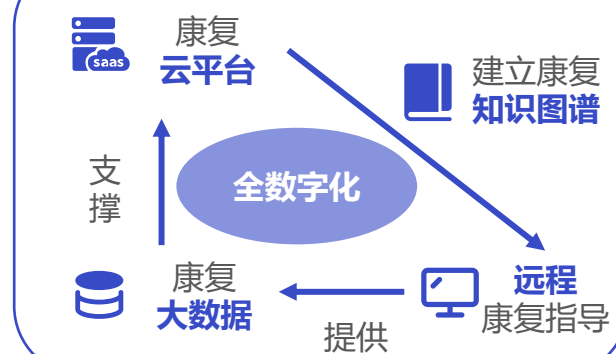 康复
云平台
saas
建立康复
知识图谱
支
撑
全数字化
康复
大数据
提供
远程
康复指导